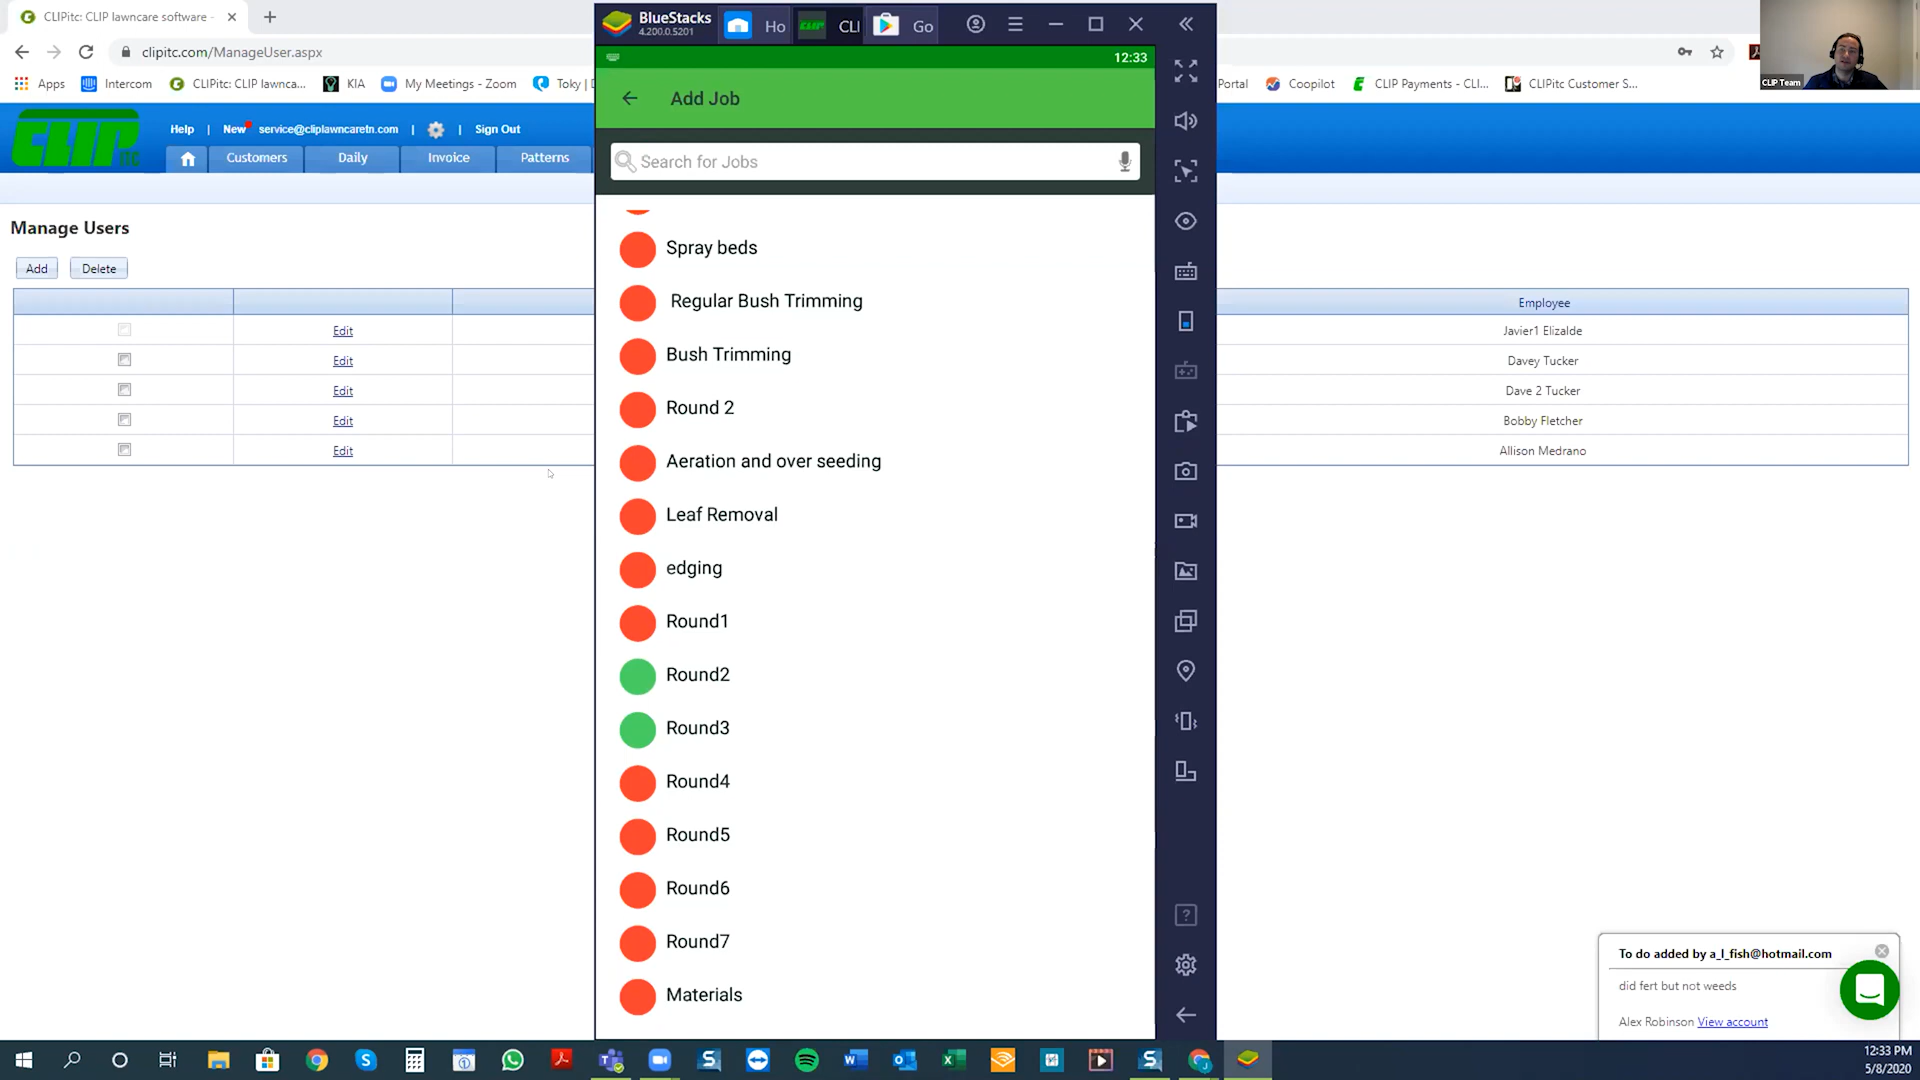 CLIPitc: CLIP lawncare software -
clipitc.com/ManageUser.aspx
Apps
Intercom
CLIPitc: CLIP lawnca...
KIA
My Meetings - Zoom
Toky |
Portal
Coopilot
CLIP Payments - CLI...
CLIPitc Customer S...
CLIP Team
CLIP
ITC
Help
New
service@cliplawncaretn.com
Sign Out
Customers
Daily
Invoice
Patterns
Manage Users
Add
Delete
Employee
Edit
Javier1 Elizalde
Edit
Davey Tucker
Edit
Dave 2 Tucker
Edit
Bobby Fletcher
Edit
Allison Medrano
BlueStacks
4.200.0.5201
Ho
CLI
Go
12:33
Add Job
Search for Jobs
Spray beds
Regular Bush Trimming
Bush Trimming
Round 2
Aeration and over seeding
Leaf Removal
edging
Round1
Round2
Round3
Round4
Round5
Round6
Round7
Materials
To do added by a_l_fish@hotmail.com
did fert but not weeds
Alex Robinson View account
12:33 PM
5/8/2020